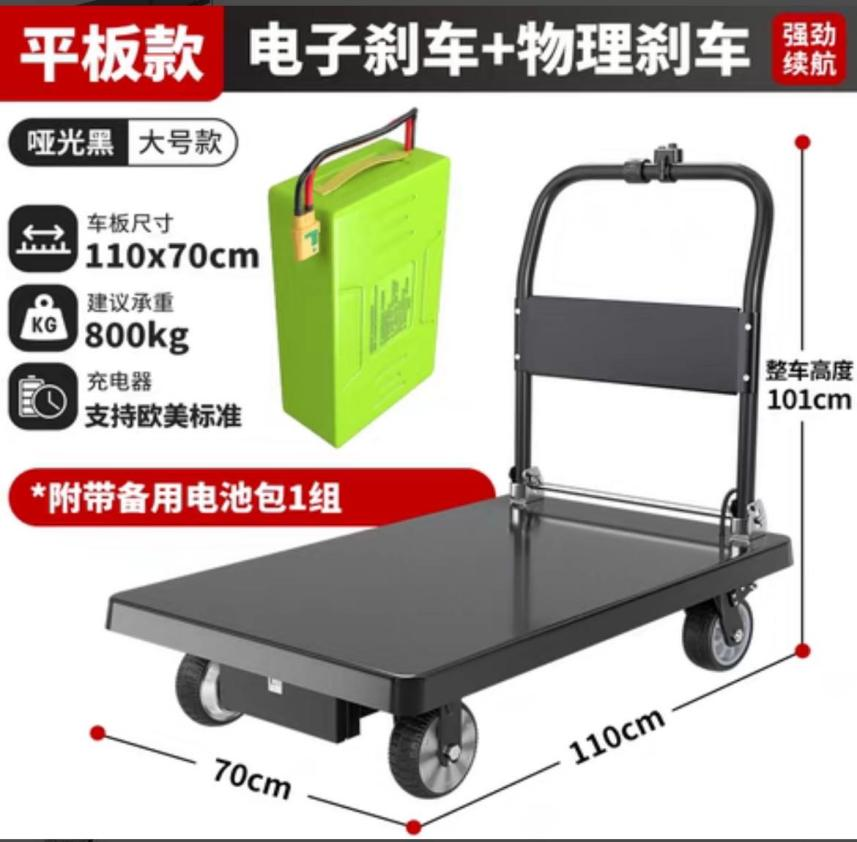 平板款
电子刹车+物理刹车
强劲
续航
哑光黑 大号款
车板尺寸
110x70cm
建议承重
KG
800kg
充电器
支持欧美标准
*附带备用电池包1组
整车高度
101cm
70cm
110cm